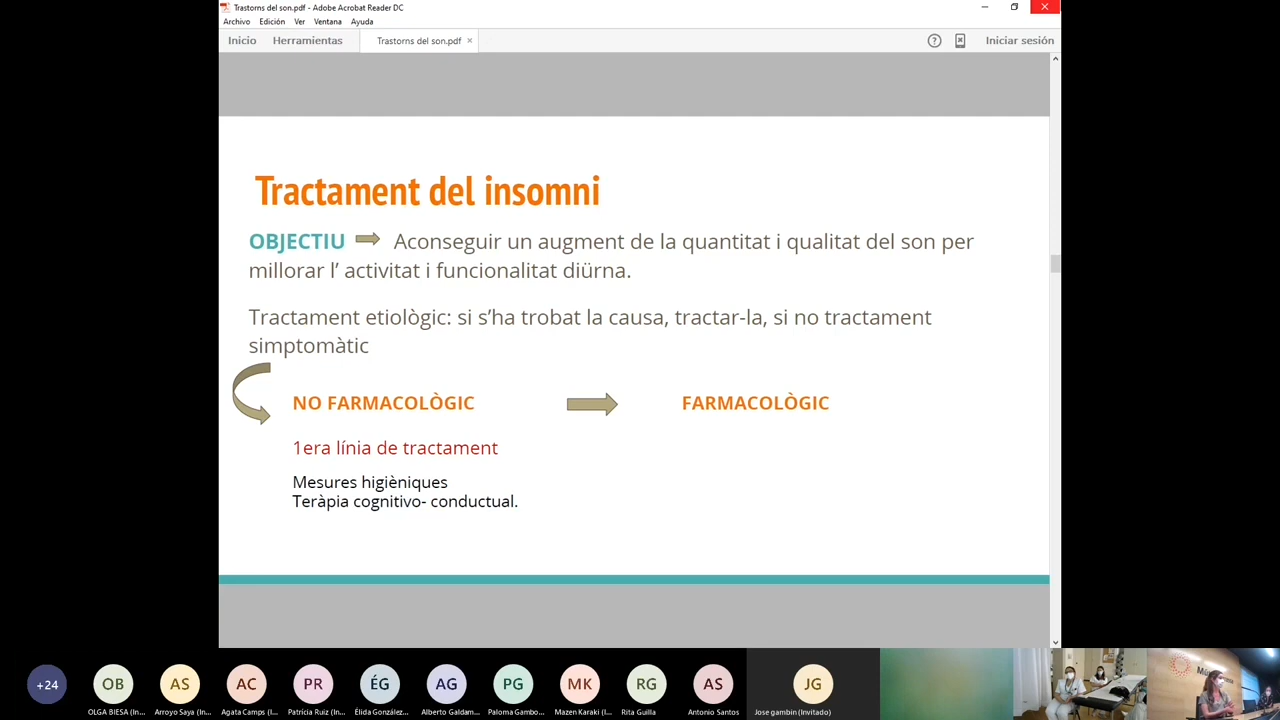 Trastorns del son.pdf - Adobe Acrobat Reader DC
Archivo Edición Ver Ventana Ayuda
Inicio Herramientas Trastorns del son.pdf × ? Iniciar sesión
Tractament del insomni
OBJECTIU Aconseguir un augment de la quantitat i qualitat del son per
millorar l’ activitat i funcionalitat diürna.
Tractament etiològic: si s’ha trobat la causa, tractar-la, si no tractament
simptomàtic
NO FARMACOLÒGIC FARMACOLÒGIC
1era línia de tractament
Mesures higièniques
Teràpia cognitivo- conductual.
+24 OB AS AC PR ÉG AG PG MK RG AS JG
OLGA BIESA (In... Arroyo Saya (In... Agata Camps (I... Patrícia Ruiz (In... Élida González... Alberto Galdam... Paloma Gambo... Mazen Karaki (I... Rita Guilla Antonio Santos Jose gambin (Invitado)